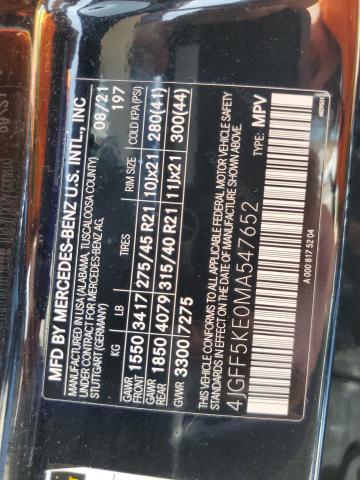 MFD BY MERCEDES-BENZ U.S. INTL., INC
UNDER CONTRACT FOR MERCEDES-BENZ AG,
STUTTGART (GERMANY)
MADE IN USA (ALABAMA, TUSCALOOSA COUNTY)
08/21
197
KG LB TIRES RIM SIZE COLD KPA (PSI)
GAWR FRONT 1550 3417 275/45 R21 10Jx21 280(41)
GAWR REAR 1850 4079 315/40 R21 11Jx21 300(44)
GVWR 3300 7275
THIS VEHICLE CONFORMS TO ALL APPLICABLE FEDERAL MOTOR VEHICLE SAFETY
STANDARDS IN EFFECT ON THE DATE OF MANUFACTURE SHOWN ABOVE.
4JGFF5KE0MA547652 TYPE: MPV
A 000 817 52 04